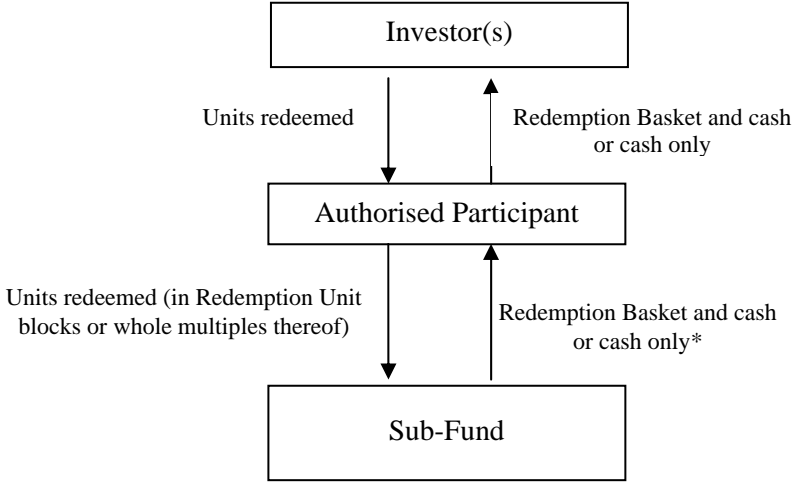 Investor(s)
Units redeemed
Redemption Basket and cash
or cash only
Authorised Participant
Units redeemed (in Redemption Unit
blocks or whole multiples thereof)
Redemption Basket and cash
or cash only*
Sub-Fund